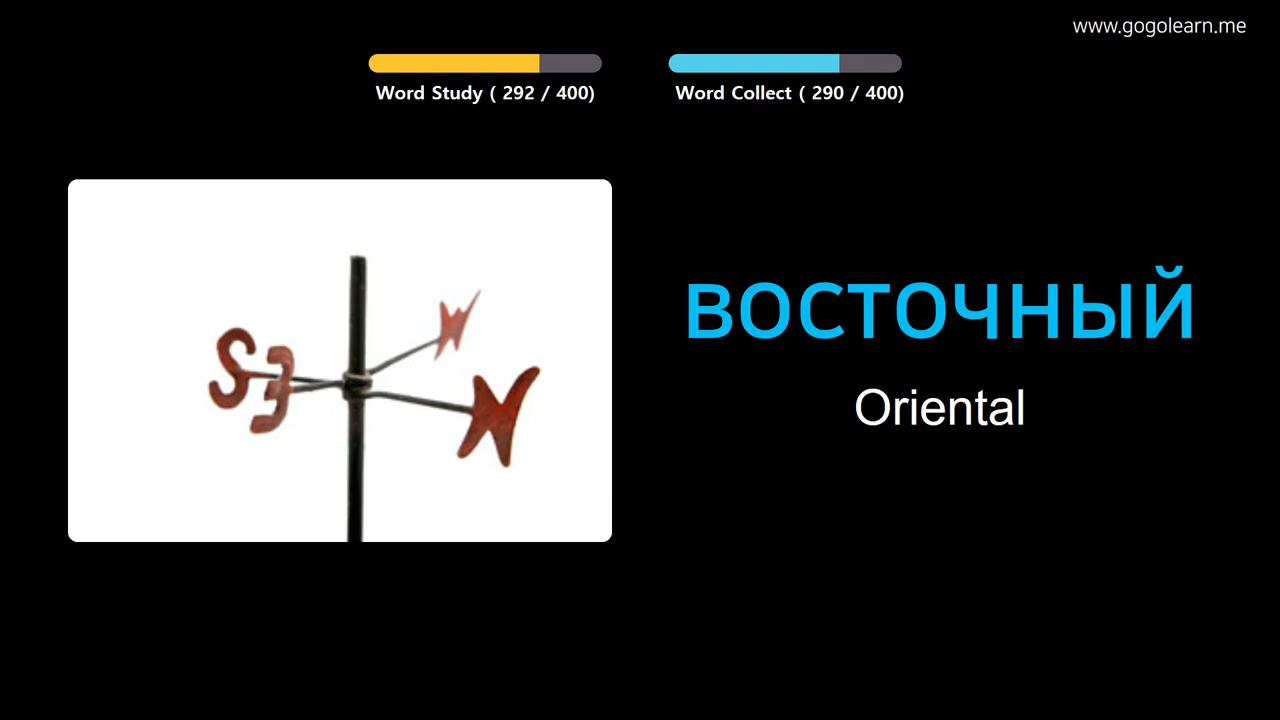 www.gogolearn.me
Word Study ( 292 / 400)
Word Collect ( 290 / 400)
восточный
Oriental
S
E
W
N